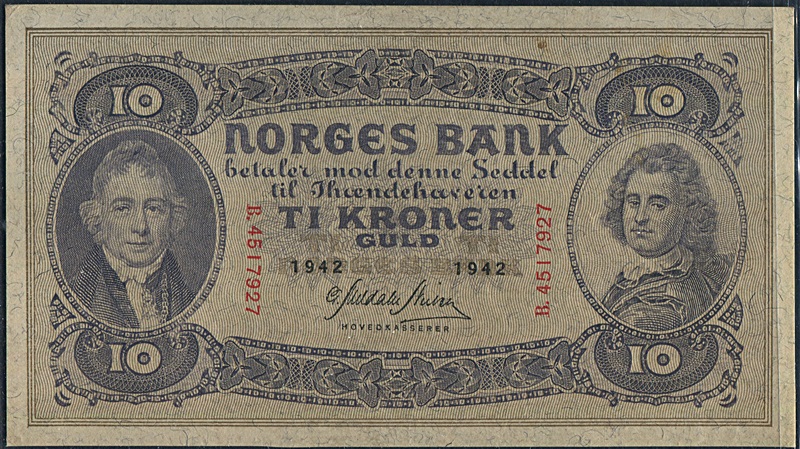 10 10
NORGES BANK
betaler mod denne Seddel
til Ihændehaveren
TI KRONER
GULD
B.4517927
B.4517927
1942 1942
HOVEDKASSERER
10 10